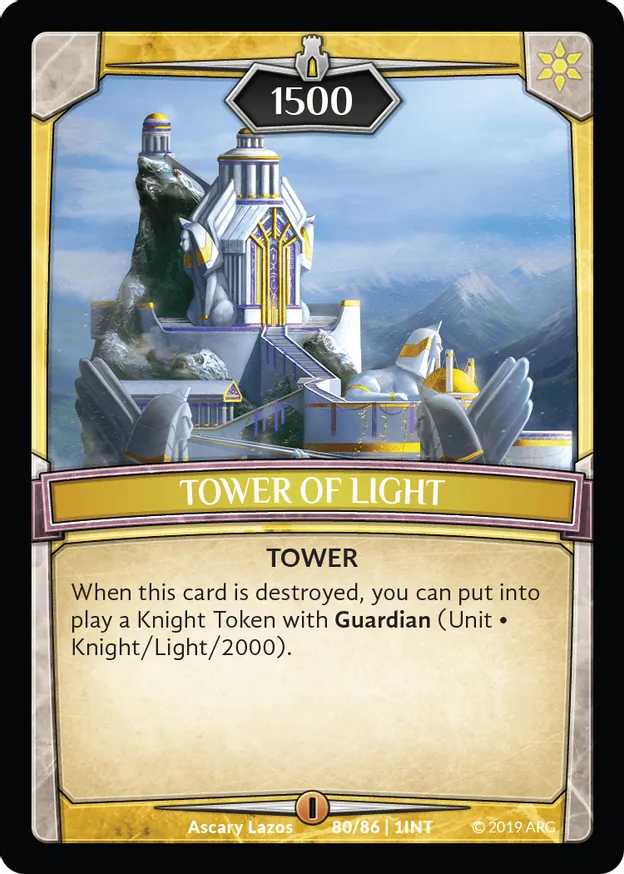 1500
TOWER OF LIGHT
TOWER
When this card is destroyed, you can put into
play a Knight Token with Guardian (Unit •
Knight/Light/2000).
I
Ascary Lazos 80/86 | 1INT © 2019 ARG